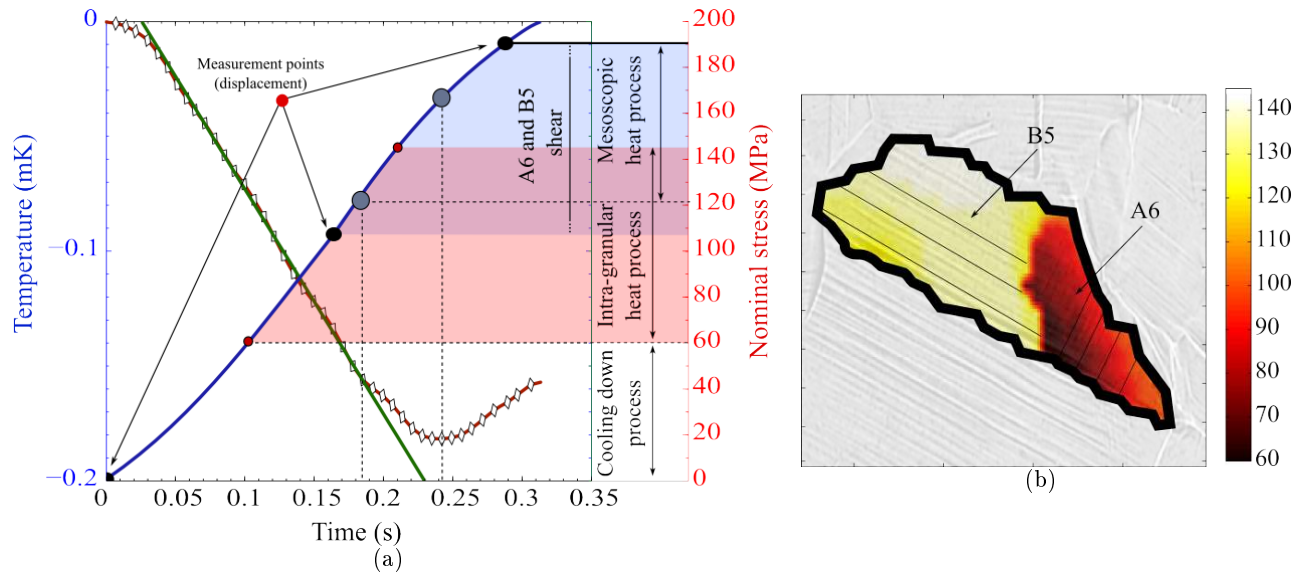 0
200
180
160
140
120
100
80
60
40
20
0
Nominal stress (MPa)
Temperature (mK)
−0.1
−0.2
Measurement points
(displacement)
A6 and B5
shear
Mesoscopic
heat process
Intra-granular
heat process
Cooling down
process
0
0.05
0.1
0.15
0.2
0.25
0.3
0.35
Time (s)
(a)
B5
A6
140
130
120
110
100
90
80
70
60
(b)